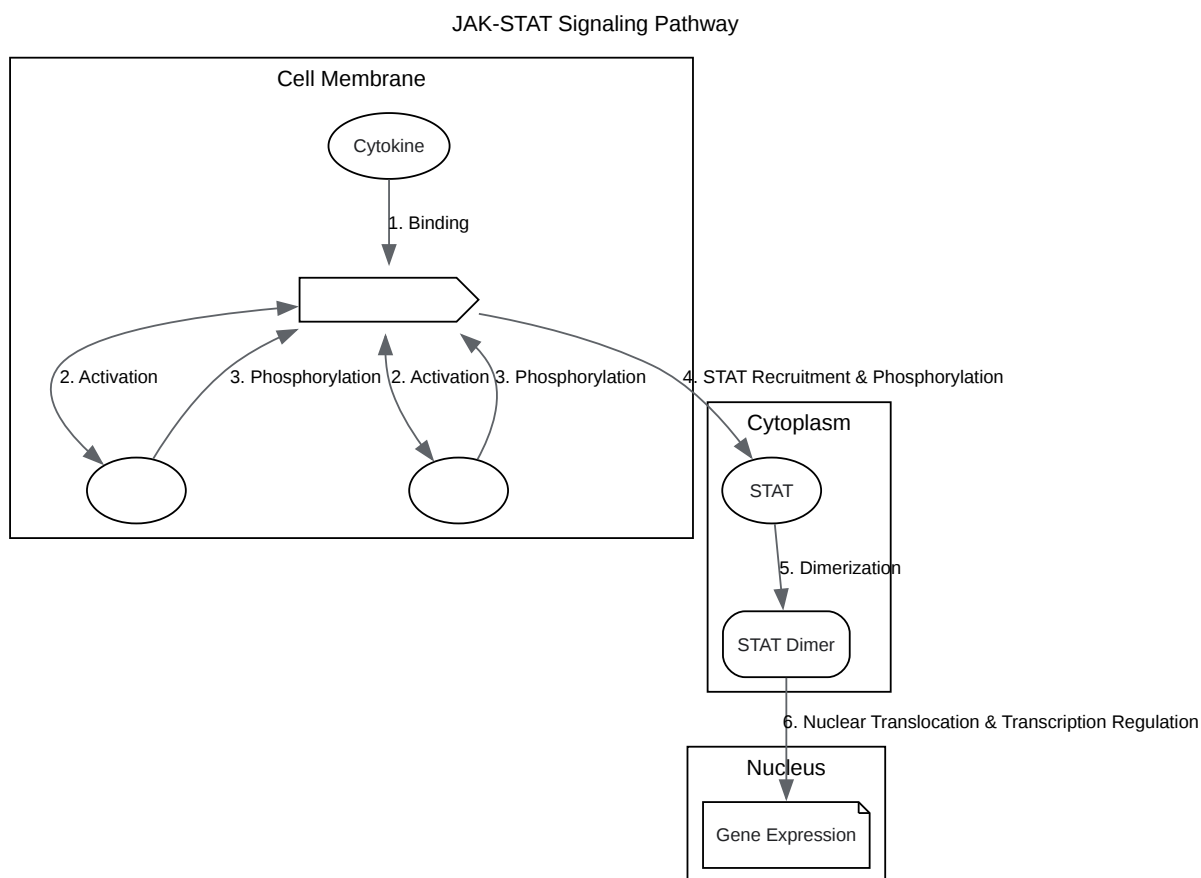 JAK-STAT Signaling Pathway
Cell Membrane
Cytokine
1. Binding
2. Activation
3. Phosphorylation
2. Activation
3. Phosphorylation
4. STAT Recruitment & Phosphorylation
Cytoplasm
STAT
5. Dimerization
STAT Dimer
6. Nuclear Translocation & Transcription Regulation
Nucleus
Gene Expression